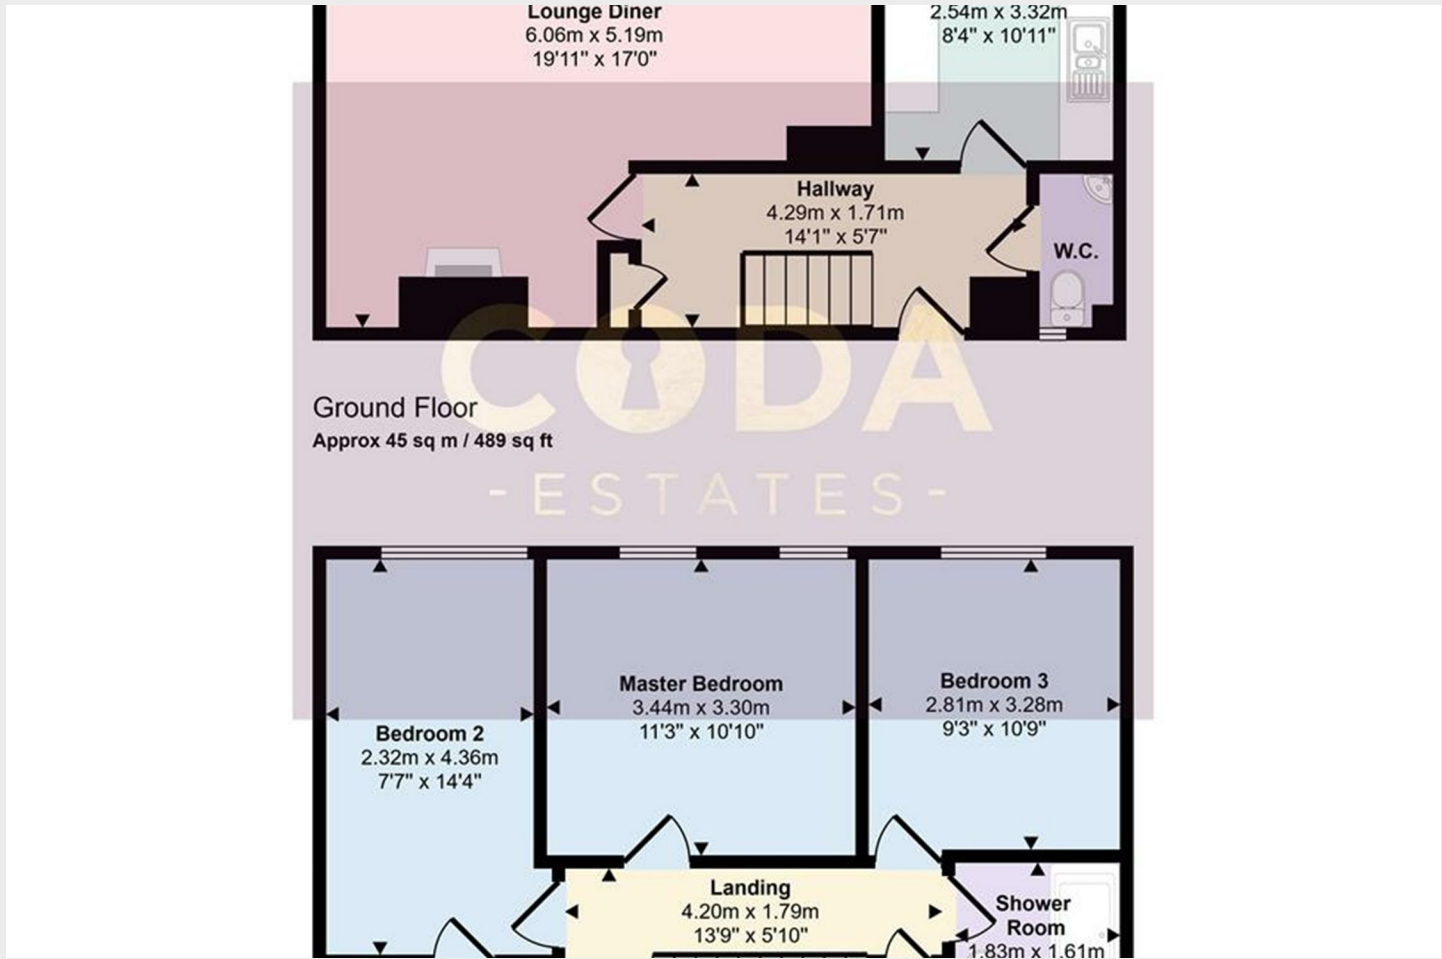 Lounge Diner
6.06m x 5.19m
19'11" x 17'0"
2.54m x 3.32m
8'4" x 10'11"
Hallway
4.29m x 1.71m
14'1" x 5'7"
W.C.
CODA
-ESTATES-
Ground Floor
Approx 45 sq m / 489 sq ft
Master Bedroom
3.44m x 3.30m
11'3" x 10'10"
Bedroom 3
2.81m x 3.28m
9'3" x 10'9"
Bedroom 2
2.32m x 4.36m
7'7" x 14'4"
Landing
4.20m x 1.79m
13'9" x 5'10"
Shower
Room
1.83m x 1.61m